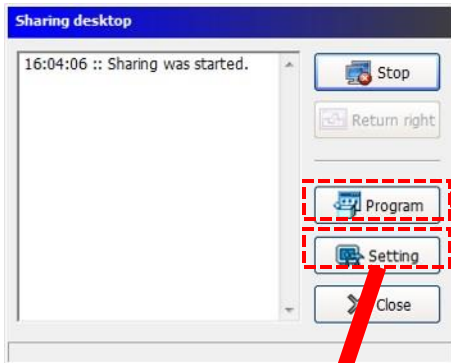 Sharing desktop
16:04:06 :: Sharing was started.
Stop
Return right
Program
Setting
Close